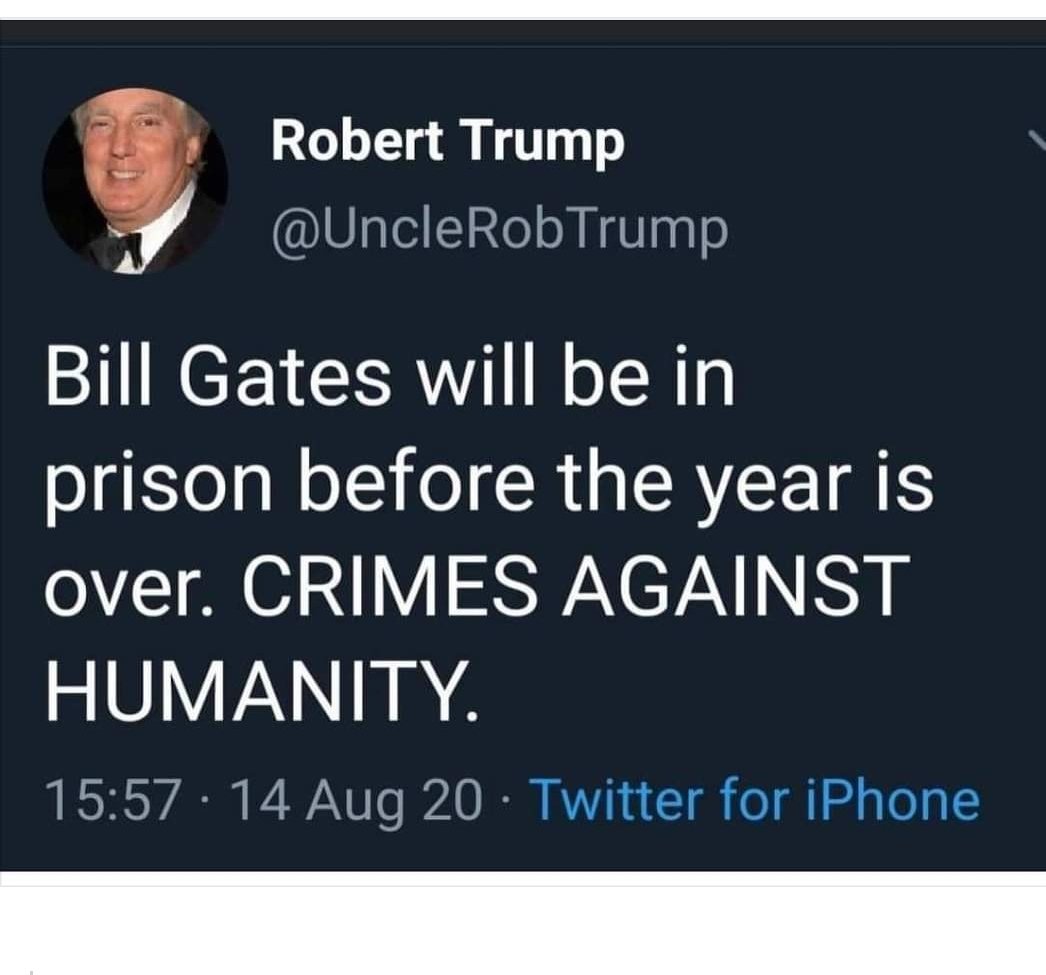 Robert Trump
@UncleRobTrump
Bill Gates will be in
prison before the year is
over. CRIMES AGAINST
HUMANITY.
15:57 · 14 Aug 20 · Twitter for iPhone